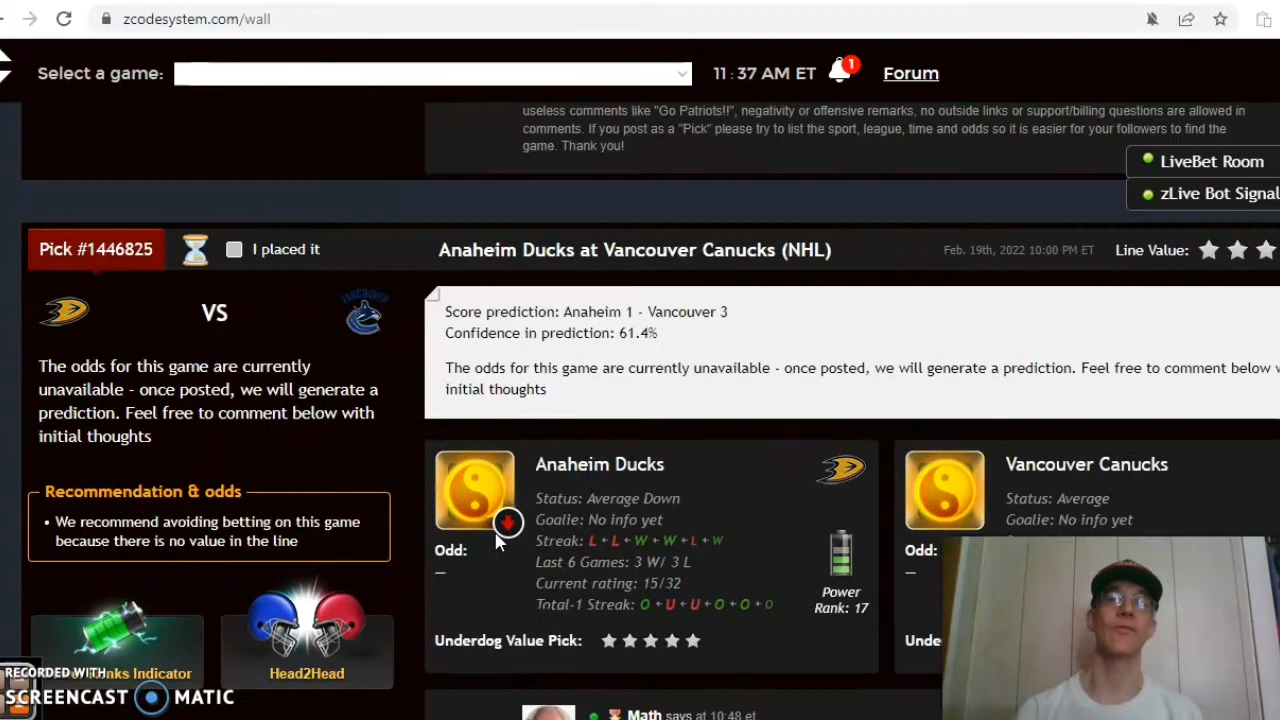 zcodesystem.com/wall
Select a game:
11:37 AM ET
1
Forum
useless comments like "Go Patriots!!", negativity or offensive remarks, no outside links or support/billing questions are allowed in
comments. If you post as a "Pick" please try to list the sport, league, time and odds so it is easier for your followers to find the
game. Thank you!
LiveBet Room
zLive Bot Signal
Pick #1446825
I placed it
Anaheim Ducks at Vancouver Canucks (NHL)
Feb. 19th, 2022 10:00 PM ET
Line Value:
VANCOUVER
VS
Score prediction: Anaheim 1 - Vancouver 3
Confidence in prediction: 61.4%
The odds for this game are currently unavailable - once posted, we will generate a prediction. Feel free to comment below w
initial thoughts
The odds for this game are currently
unavailable - once posted, we will generate a
prediction. Feel free to comment below with
initial thoughts
Recommendation & odds
• We recommend avoiding betting on this game
because there is no value in the line
Head2Head
nks Indicator
Anaheim Ducks
Status: Average Down
Goalie: No info yet
Streak: L + L + W + W + L + W
Last 6 Games: 3 W/ 3 L
Current rating: 15/32
Total-1 Streak: O + U + U + O + O + O
Odd:
—
Underdog Value Pick:
Power
Rank: 17
Vancouver Canucks
Status: Average
Goalie: No info yet
Odd:
—
Unde
Math says at 10:48 et
RECORDED WITH
SCREENCAST MATIC